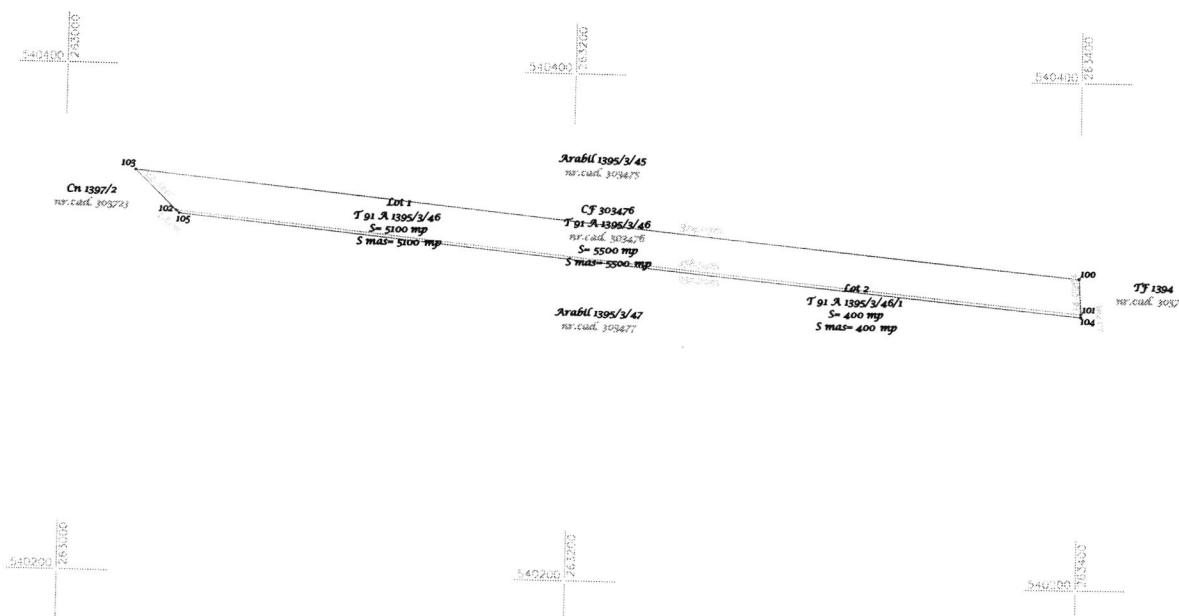 263000
540400
263200
540400
263400
540400
Arabil 1395/3/45
nr.cad. 303475
103
Cn 1397/2
nr.cad. 303723
102
105
Lot 1
T 91 A 1395/3/46
S= 5100 mp
S mas= 5100 mp
CF 303476
T 91 A 1395/3/46
nr.cad. 303476
S= 5500 mp
S mas= 5500 mp
100
TF 1394
nr.cad. 3037
Lot 2
T 91 A 1395/3/46/1
S= 400 mp
S mas= 400 mp
101
104
Arabil 1395/3/47
nr.cad. 303477
263000
540200
263200
540200
263400
540200